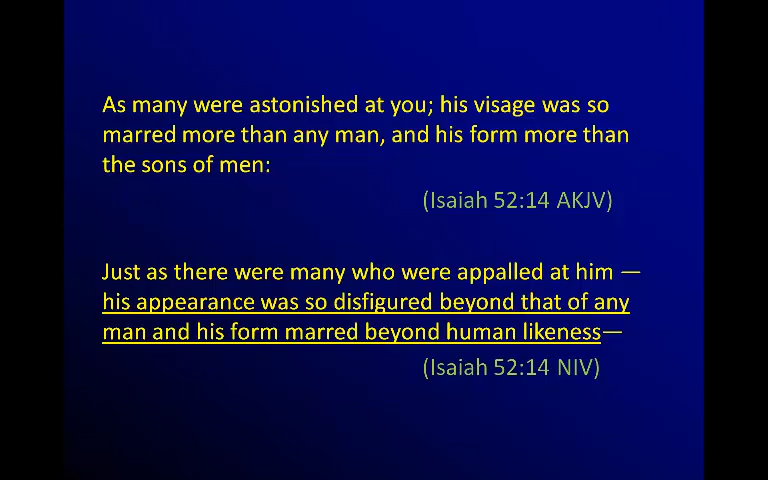 As many were astonished at you; his visage was so
marred more than any man, and his form more than
the sons of men:
(Isaiah 52:14 AKJV)
Just as there were many who were appalled at him —
his appearance was so disfigured beyond that of any
man and his form marred beyond human likeness—
(Isaiah 52:14 NIV)